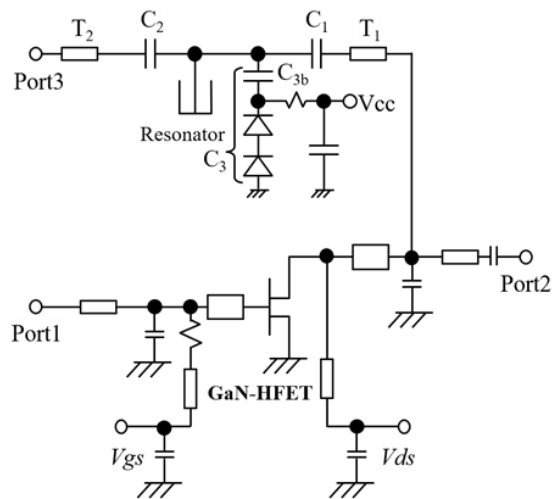 T2 C2 C1 T1
Port3
C3b
Vcc
Resonator
C3
Port2
Port1
GaN-HFET
Vgs Vds